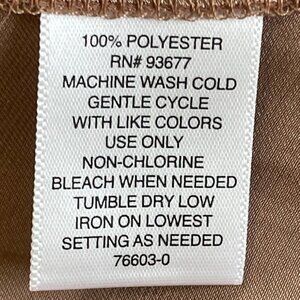 100% POLYESTER
RN# 93677
MACHINE WASH COLD
GENTLE CYCLE
WITH LIKE COLORS
USE ONLY
NON-CHLORINE
BLEACH WHEN NEEDED
TUMBLE DRY LOW
IRON ON LOWEST
SETTING AS NEEDED
76603-0